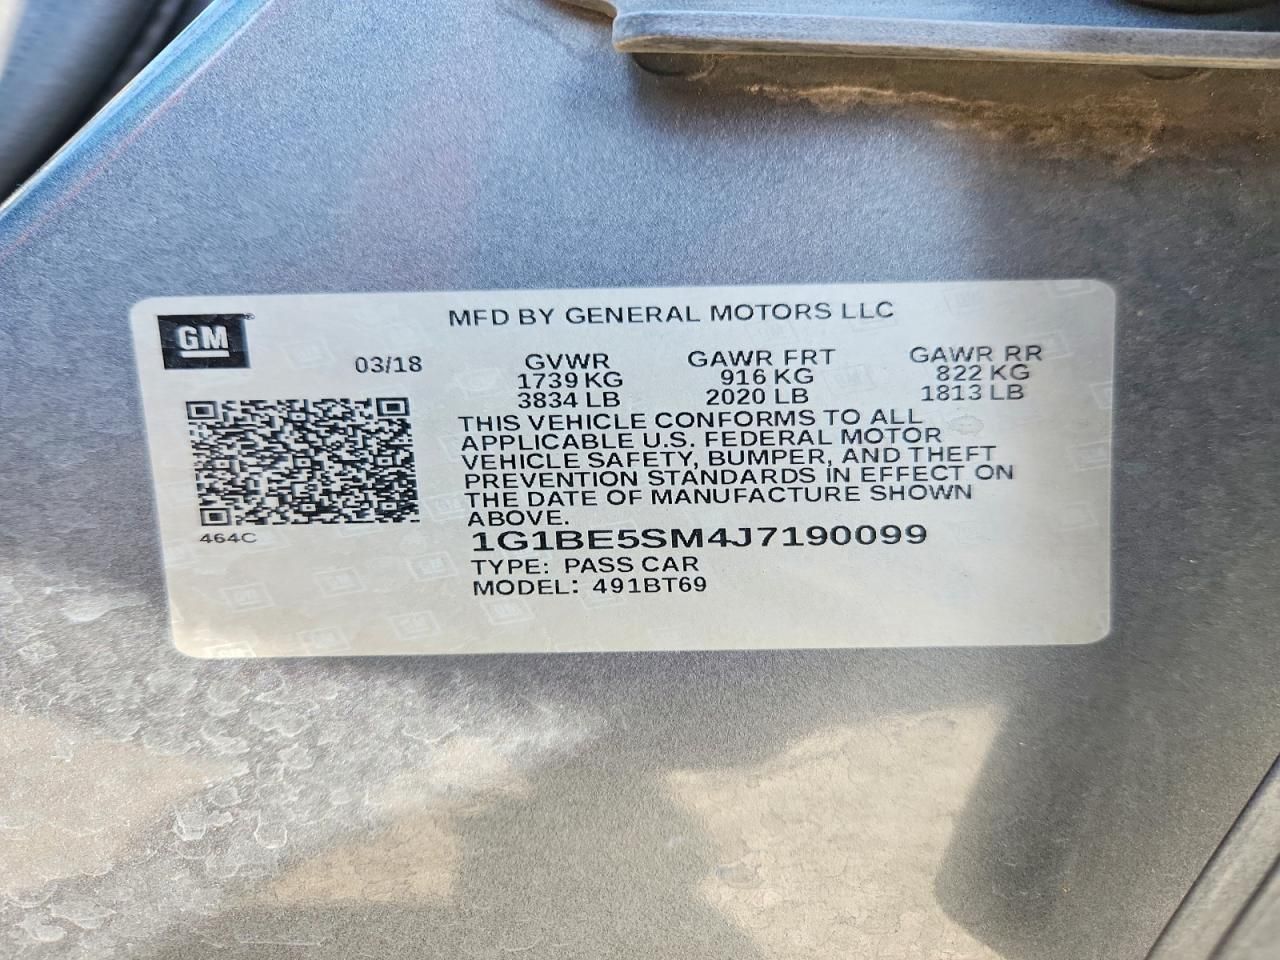 GM
MFD BY GENERAL MOTORS LLC
03/18
GVWR GAWR FRT GAWR RR
1739 KG 916 KG 822 KG
3834 LB 2020 LB 1813 LB
THIS VEHICLE CONFORMS TO ALL
APPLICABLE U.S. FEDERAL MOTOR
VEHICLE SAFETY, BUMPER, AND THEFT
PREVENTION STANDARDS IN EFFECT ON
THE DATE OF MANUFACTURE SHOWN
ABOVE.
464C
1G1BE5SM4J7190099
TYPE: PASS CAR
MODEL: 491BT69